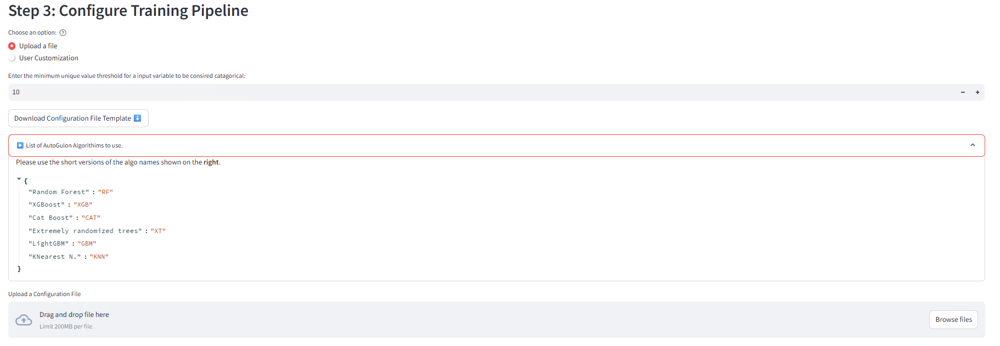 Step 3: Configure Training Pipeline
Choose an option:
Upload a file
User Customization
Enter the minimum unique value threshold for a input variable to be consired catagorical:
10
Download Configuration File Template
List of AutoGulon Algorithims to use.
Please use the short versions of the algo names shown on the right.
{
"Random Forest" : "RF"
"XGBoost" : "XGB"
"Cat Boost" : "CAT"
"Extremely randomized trees" : "XT"
"LightGBM" : "GBM"
"KNearest N." : "KNN"
}
Upload a Configuration File
Drag and drop file here
Limit 200MB per file
Browse files